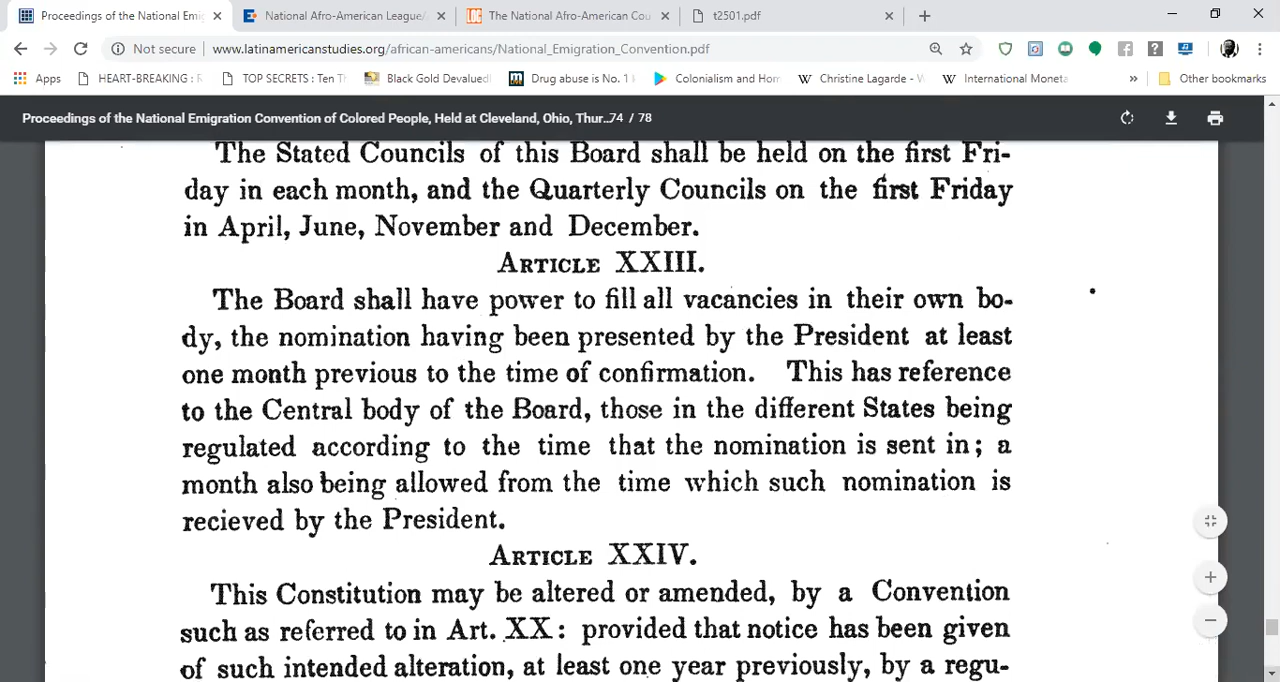 Proceedings of the National Emig
National Afro-American League/
The National Afro-American Cou
t2501.pdf
Not secure
www.latinamericanstudies.org/african-americans/National_Emigration_Convention.pdf
Apps
HEART-BREAKING : R
TOP SECRETS : Ten Th
Black Gold Devalued
Drug abuse is No. 1
Colonialism and Hom
Christine Lagarde - W
International Moneta
Other bookmarks
Proceedings of the National Emigration Convention of Colored People, Held at Cleveland, Ohio, Thur...
74 / 78
The Stated Councils of this Board shall be held on the first Fri-
day in each month, and the Quarterly Councils on the first Friday
in April, June, November and December.
ARTICLE XXIII.
The Board shall have power to fill all vacancies in their own bo-
dy, the nomination having been presented by the President at least
one month previous to the time of confirmation. This has reference
to the Central body of the Board, those in the different States being
regulated according to the time that the nomination is sent in; a
month also being allowed from the time which such nomination is
recieved by the President.
ARTICLE XXIV.
This Constitution may be altered or amended, by a Convention
such as referred to in Art. XX: provided that notice has been given
of such intended alteration, at least one year previously, by a regu-